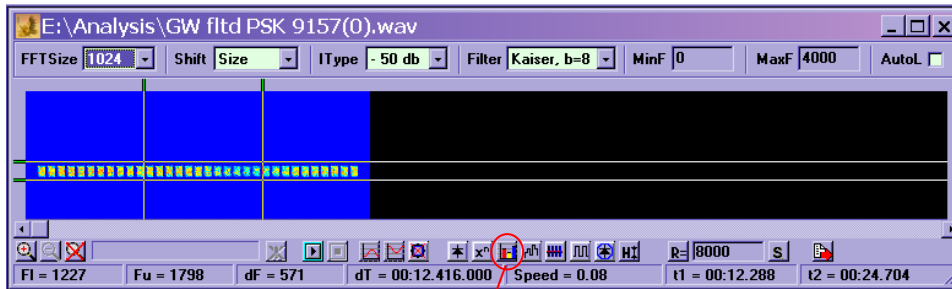 E:\Analysis\GW fltd PSK 9157(0).wav
FFTSize 1024 Shift Size IType - 50 db Filter Kaiser, b=8 MinF 0 MaxF 4000 AutoL
xⁿ HI R= 8000 S
Fl = 1227 Fu = 1798 dF = 571 dT = 00:12.416.000 Speed = 0.08 t1 = 00:12.288 t2 = 00:24.704